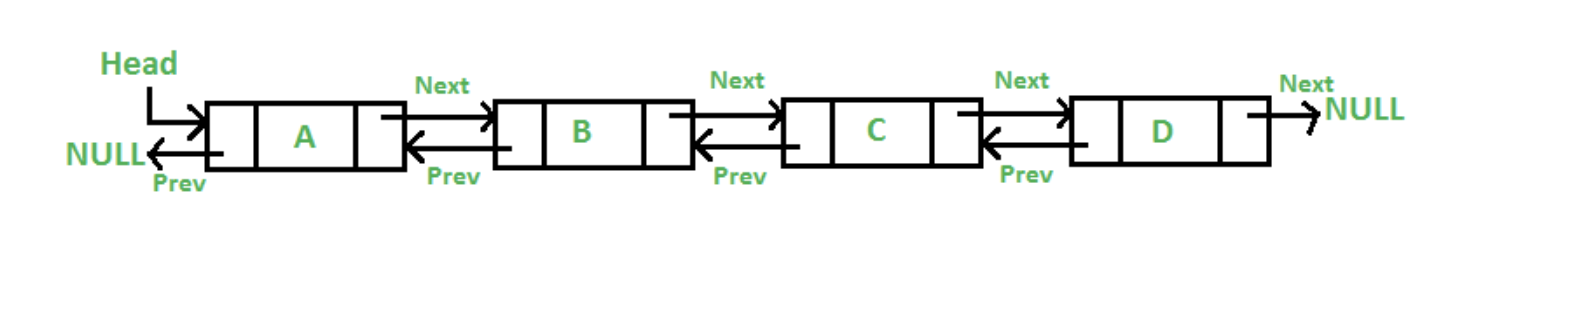 Head
Next Next Next Next
A B C D NULL
NULL
Prev Prev Prev Prev